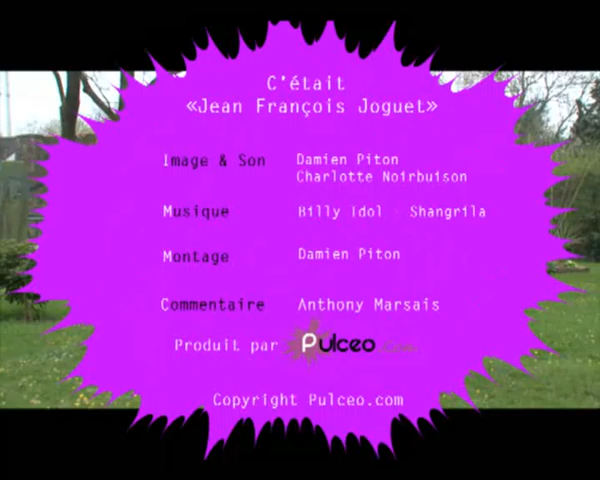 C'était
«Jean François Joguet»
Image & Son Damien Piton
Charlotte Noirbuison
Musique Billy Idol - Shangrila
Montage Damien Piton
Commentaire Anthony Marsais
Produit par Pulceo
Copyright Pulceo.com